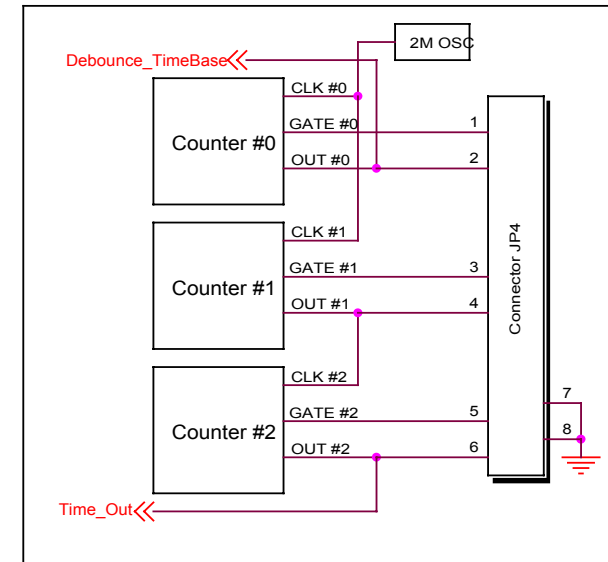 2M OSC
Debounce_TimeBase
CLK #0
GATE #0
1
Counter #0
OUT #0
2
CLK #1
GATE #1
3
Counter #1
OUT #1
4
Connector JP4
CLK #2
7
GATE #2
5
Counter #2
8
OUT #2
6
Time_Out